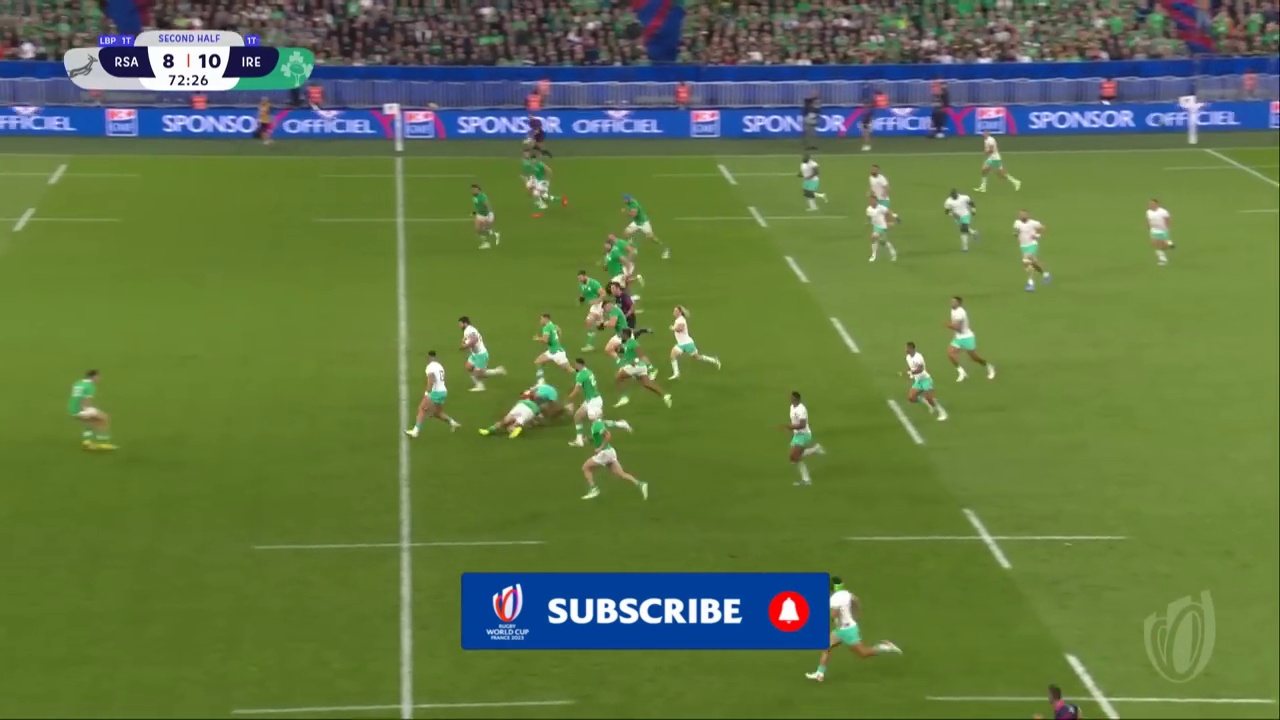 LBP 1T SECOND HALF 1T
RSA 8 10 IRE
72:26
OFFICIEL SPONSOR OFFICIEL SPONSOR OFFICIEL SPONSOR OFFICIEL SPONSOR OFFICIEL
SUBSCRIBE
RUGBY
WORLD CUP
FRANCE 2023